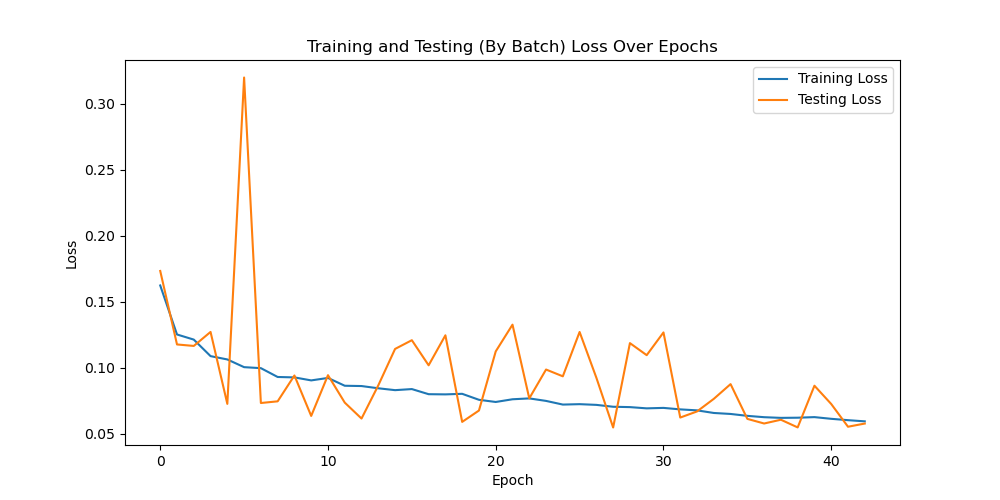 Training and Testing (By Batch) Loss Over Epochs
Training Loss
Testing Loss
0.30
0.25
0.20
0.15
0.10
0.05
Loss
0 10 20 30 40
Epoch